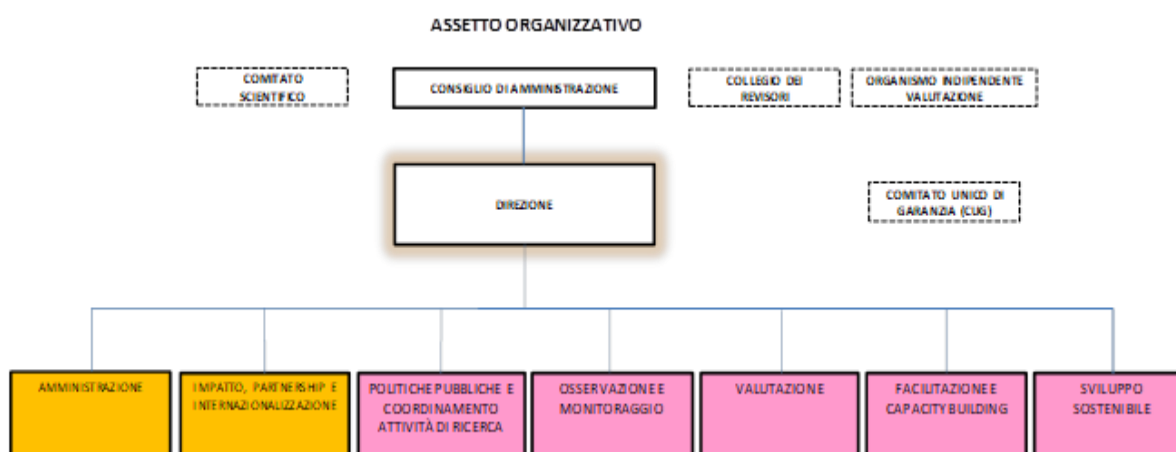 ASSETTO ORGANIZZATIVO
COMITATO
SCIENTIFICO
CONSIGLIO DI AMMINISTRAZIONE
COLLEGIO DEI
REVISORI
ORGANISMO INDIPENDENTE
VALUTAZIONE
DIREZIONE
COMITATO UNICO DI
GARANZIA (CUG)
AMMINISTRAZIONE
IMPATTO, PARTNERSHIP E
INTERNAZIONALIZZAZIONE
POLITICHE PUBBLICHE E
COORDINAMENTO
ATTIVITÀ DI RICERCA
OSSERVAZIONE E
MONITORAGGIO
VALUTAZIONE
FACILITAZIONE E
CAPACITY BUILDING
SVILUPPO
SOSTENIBILE